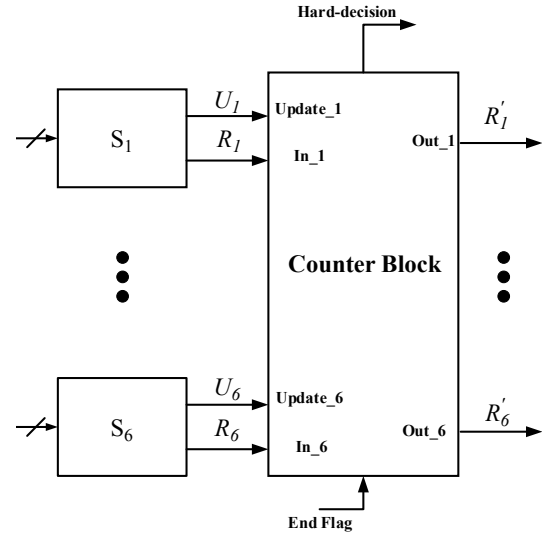 Hard-decision
S1
U1
R1
Update_1
In_1
Out_1
R'1
Counter Block
S6
U6
R6
Update_6
In_6
Out_6
R'6
End Flag